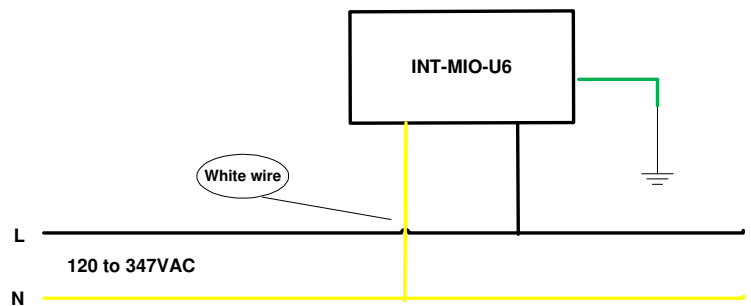 INT-MIO-U6
White wire
L
120 to 347VAC
N